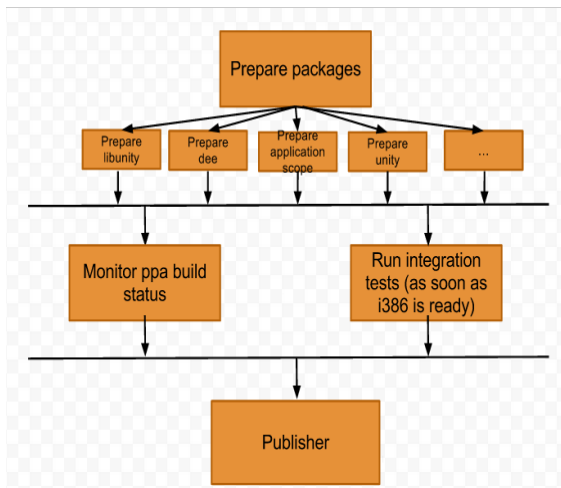 Prepare packages
Prepare
libunity
Prepare
dee
Prepare
application
scope
Prepare
unity
...
Monitor ppa build
status
Run integration
tests (as soon as
i386 is ready)
Publisher